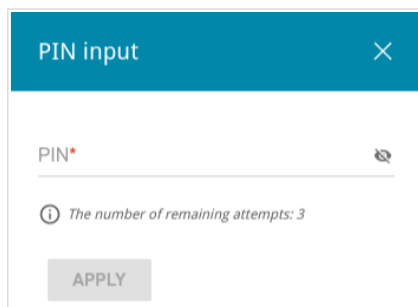 PIN input
PIN*
The number of remaining attempts: 3
APPLY